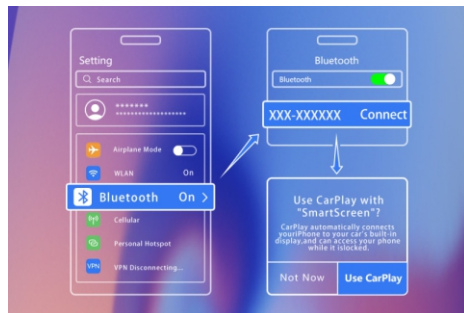 Setting
Search
*******
*******************
Airplane Mode
WLAN On
Bluetooth On >
Cellular
Personal Hotspot
VPN VPN Disconnecting...
Bluetooth
Bluetooth
XXX-XXXXXX Connect
Use CarPlay with
"SmartScreen"?
CarPlay automatically connects
youriPhone to your car's built-in
display,and can access your phone
while it islocked.
Not Now Use CarPlay